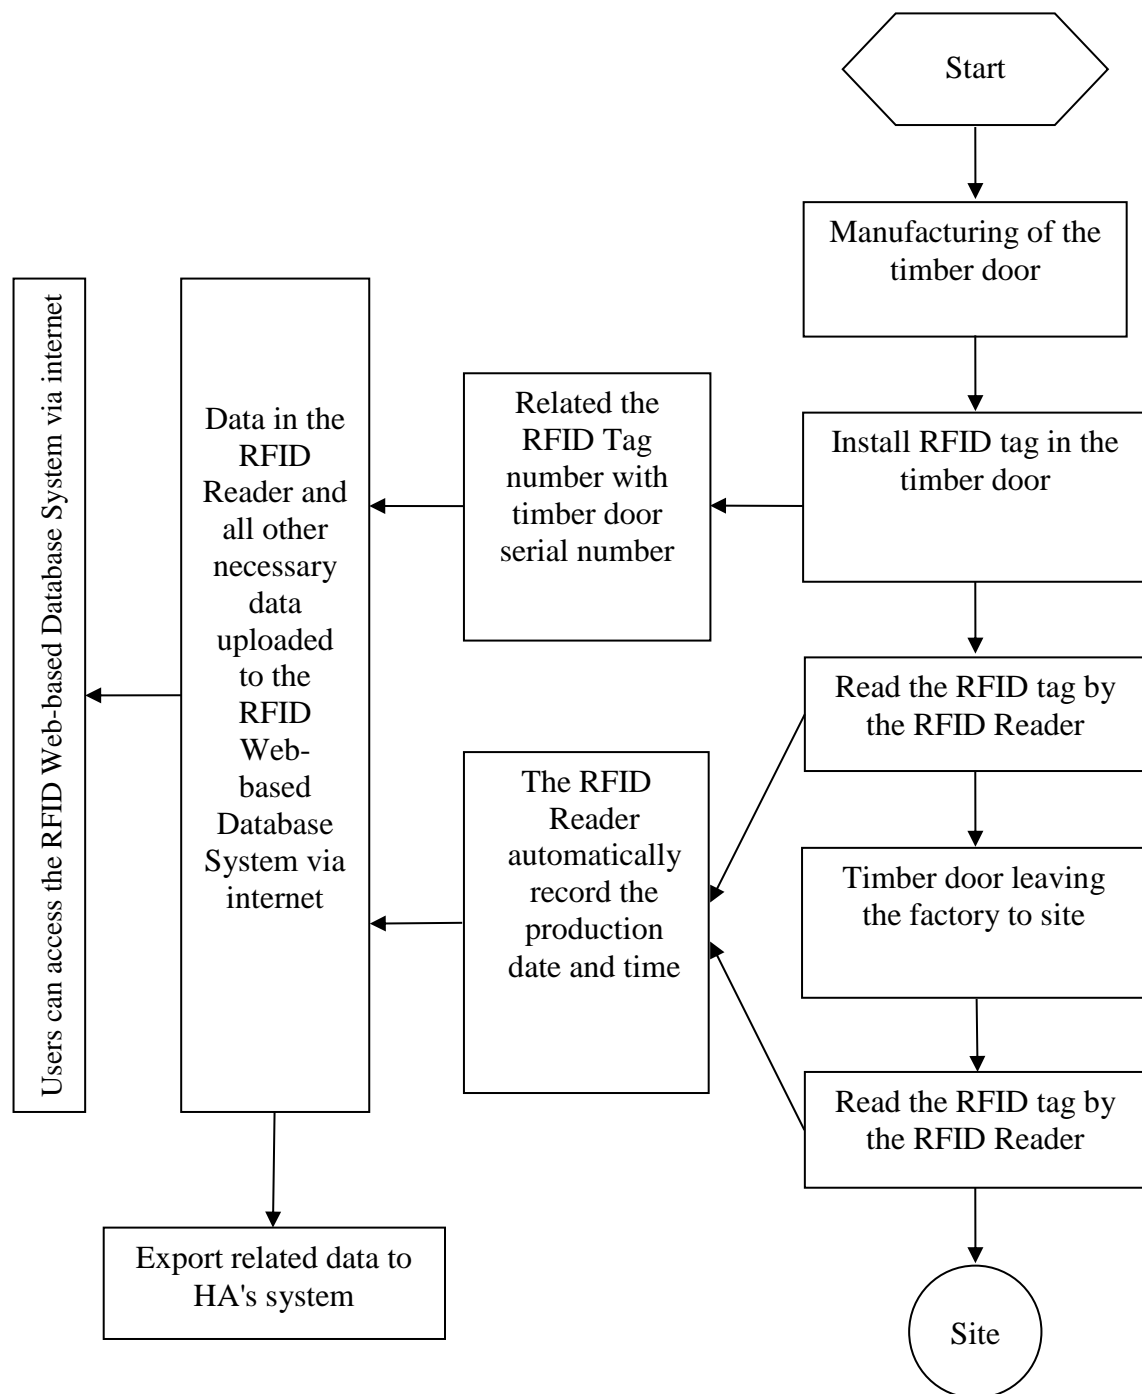 Start
Manufacturing of the
timber door
Install RFID tag in the
timber door
Related the
RFID Tag
number with
timber door
serial number
Data in the
RFID
Reader and
all other
necessary
data
uploaded
to the
RFID
Web-
based
Database
System via
internet
Users can access the RFID Web-based Database System via internet
Read the RFID tag by
the RFID Reader
The RFID
Reader
automatically
record the
production
date and time
Timber door leaving
the factory to site
Read the RFID tag by
the RFID Reader
Export related data to
HA's system
Site